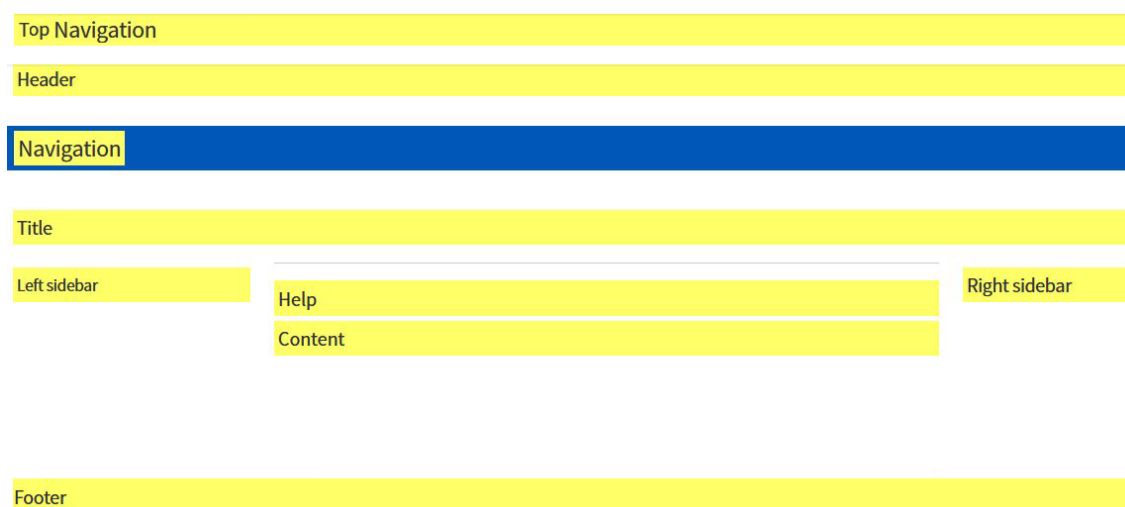 Top Navigation
Header
Navigation
Title
Left sidebar
Help
Content
Right sidebar
Footer